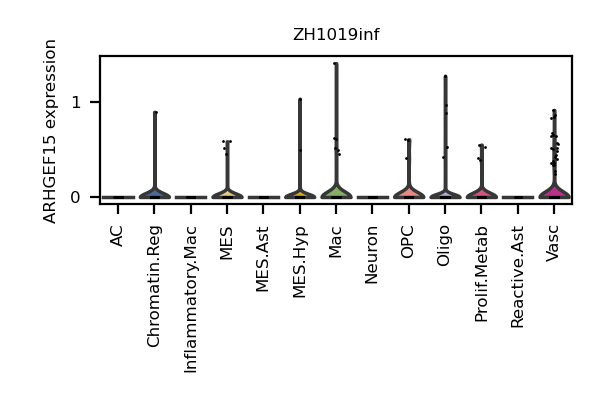 ZH1019inf
ARHGEF15 expression
1
0
AC
Chromatin.Reg
Inflammatory.Mac
MES
MES.Ast
MES.Hyp
Mac
Neuron
OPC
Oligo
Prolif.Metab
Reactive.Ast
Vasc